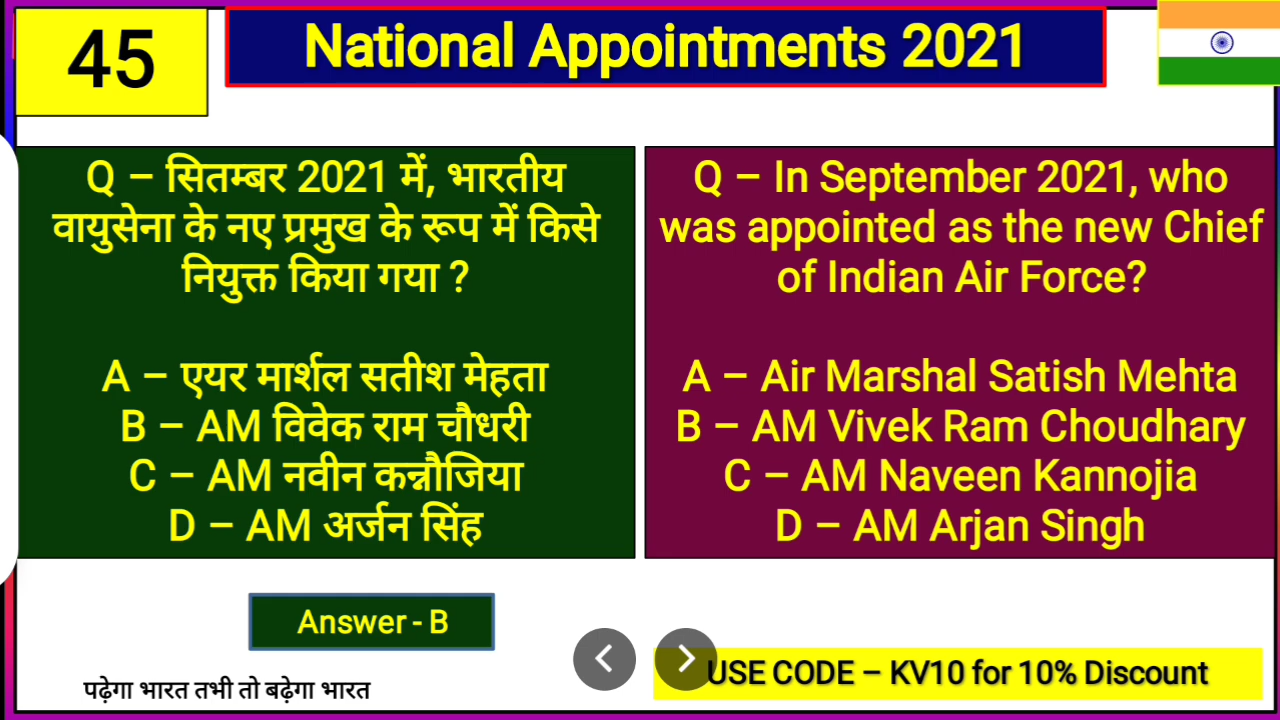 45
National Appointments 2021
Q – सितम्बर 2021 में, भारतीय
वायुसेना के नए प्रमुख के रूप में किसे
नियुक्त किया गया ?
A – एयर मार्शल सतीश मेहता
B – AM विवेक राम चौधरी
C – AM नवीन कन्नौजिया
D – AM अर्जन सिंह
Q – In September 2021, who
was appointed as the new Chief
of Indian Air Force?
A – Air Marshal Satish Mehta
B – AM Vivek Ram Choudhary
C – AM Naveen Kannojia
D – AM Arjan Singh
Answer - B
USE CODE – KV10 for 10% Discount
पढ़ेगा भारत तभी तो बढ़ेगा भारत